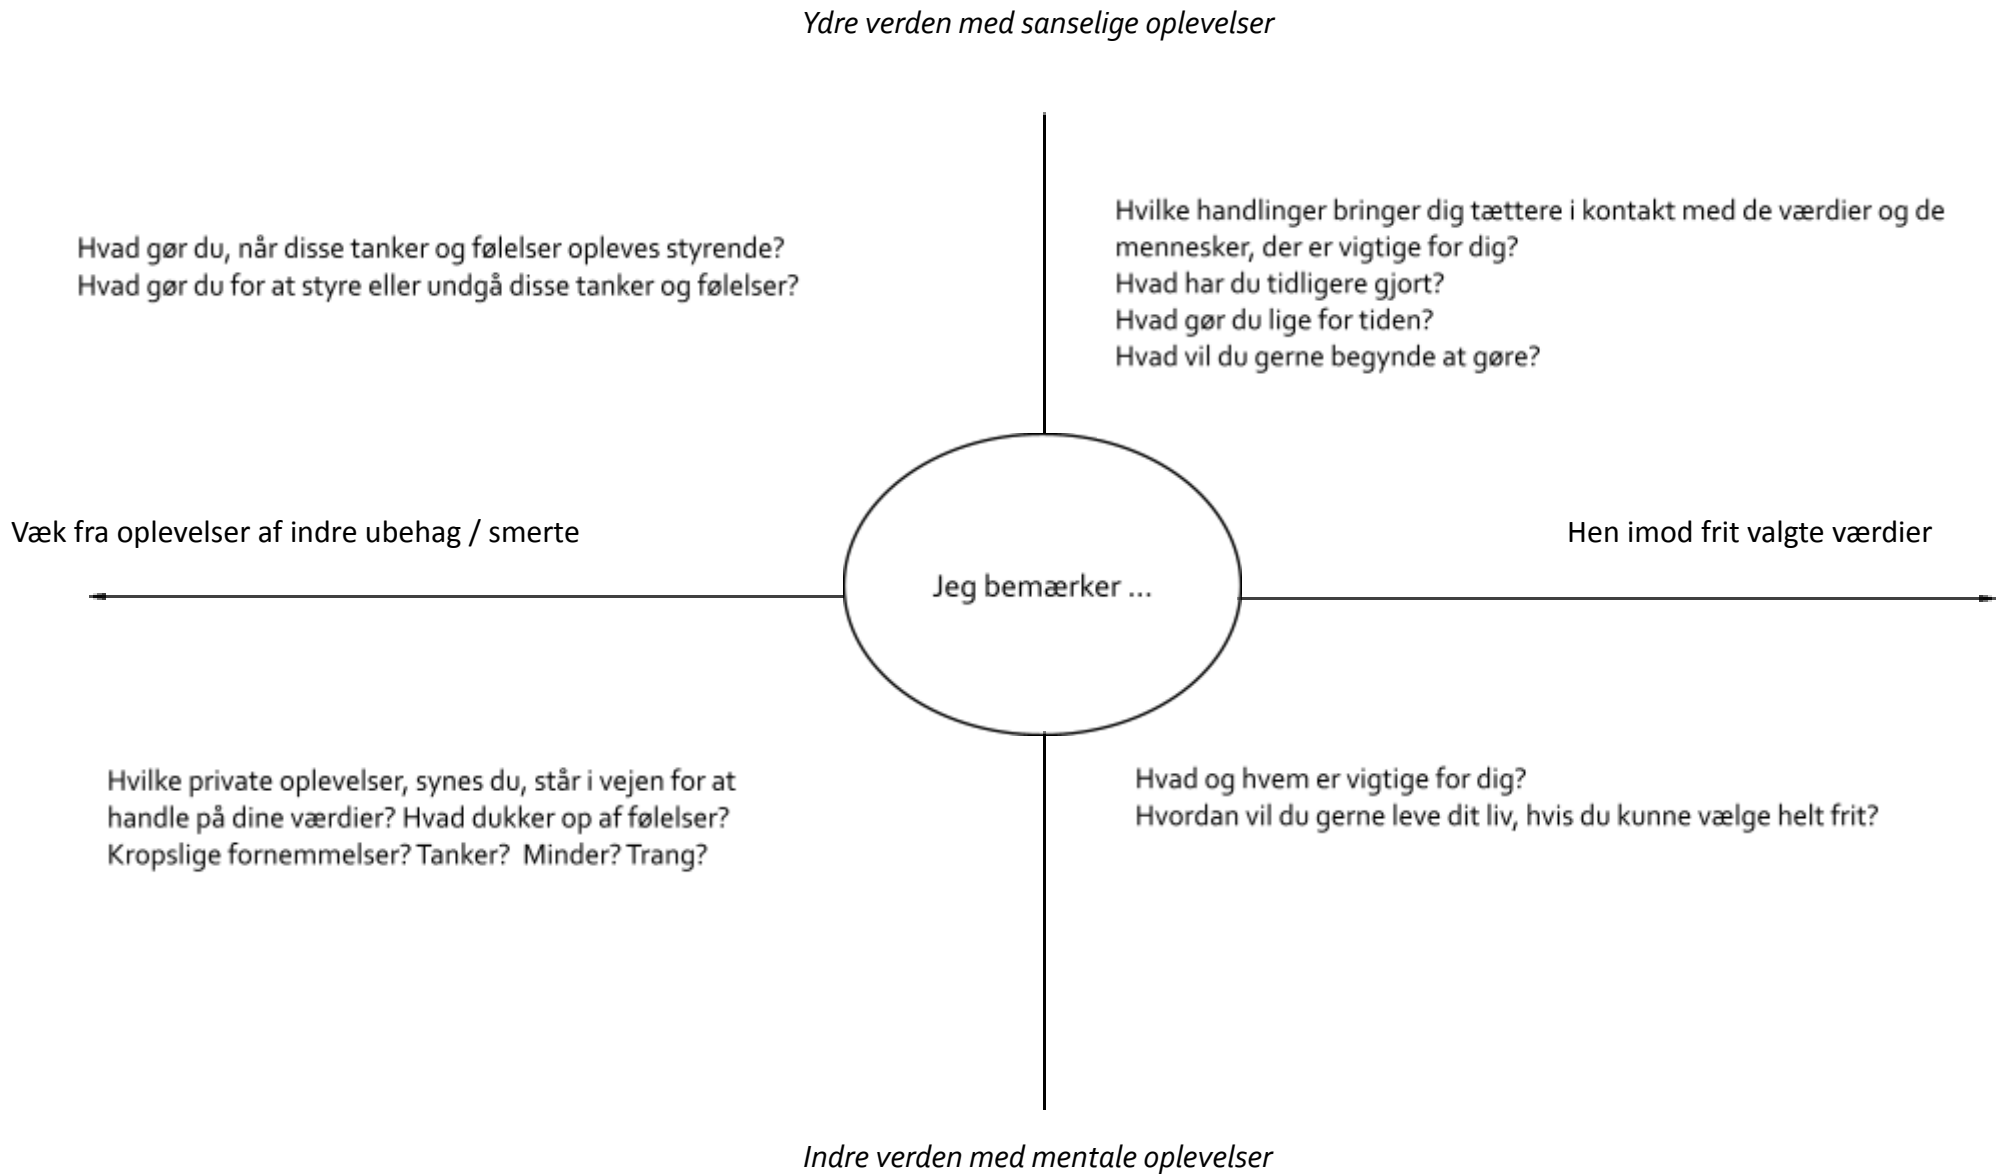 Ydre verden med sanselige oplevelser
Hvad gør du, når disse tanker og følelser opleves styrende?
Hvad gør du for at styre eller undgå disse tanker og følelser?
Hvilke handlinger bringer dig tættere i kontakt med de værdier og de
mennesker, der er vigtige for dig?
Hvad har du tidligere gjort?
Hvad gør du lige for tiden?
Hvad vil du gerne begynde at gøre?
Væk fra oplevelser af indre ubehag / smerte
Hen imod frit valgte værdier
Jeg bemærker ...
Hvilke private oplevelser, synes du, står i vejen for at
handle på dine værdier? Hvad dukker op af følelser?
Kropslige fornemmelser? Tanker?  Minder? Trang?
Hvad og hvem er vigtige for dig?
Hvordan vil du gerne leve dit liv, hvis du kunne vælge helt frit?
Indre verden med mentale oplevelser